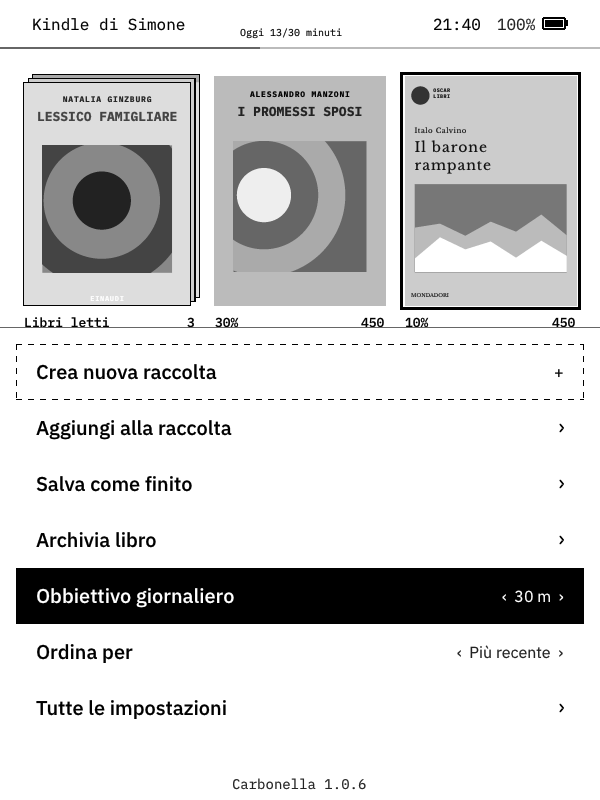 Kindle di Simone
Oggi 13/30 minuti
21:40 100%
NATALIA GINZBURG
LESSICO FAMIGLIARE
EINAUDI
ALESSANDRO MANZONI
I PROMESSI SPOSI
OSCAR
LIBRI
Italo Calvino
Il barone
rampante
MONDADORI
Libri letti 3
30% 450
10% 450
Crea nuova raccolta +
Aggiungi alla raccolta ›
Salva come finito ›
Archivia libro ›
Obbiettivo giornaliero ‹ 30 m ›
Ordina per ‹ Più recente ›
Tutte le impostazioni ›
Carbonella 1.0.6